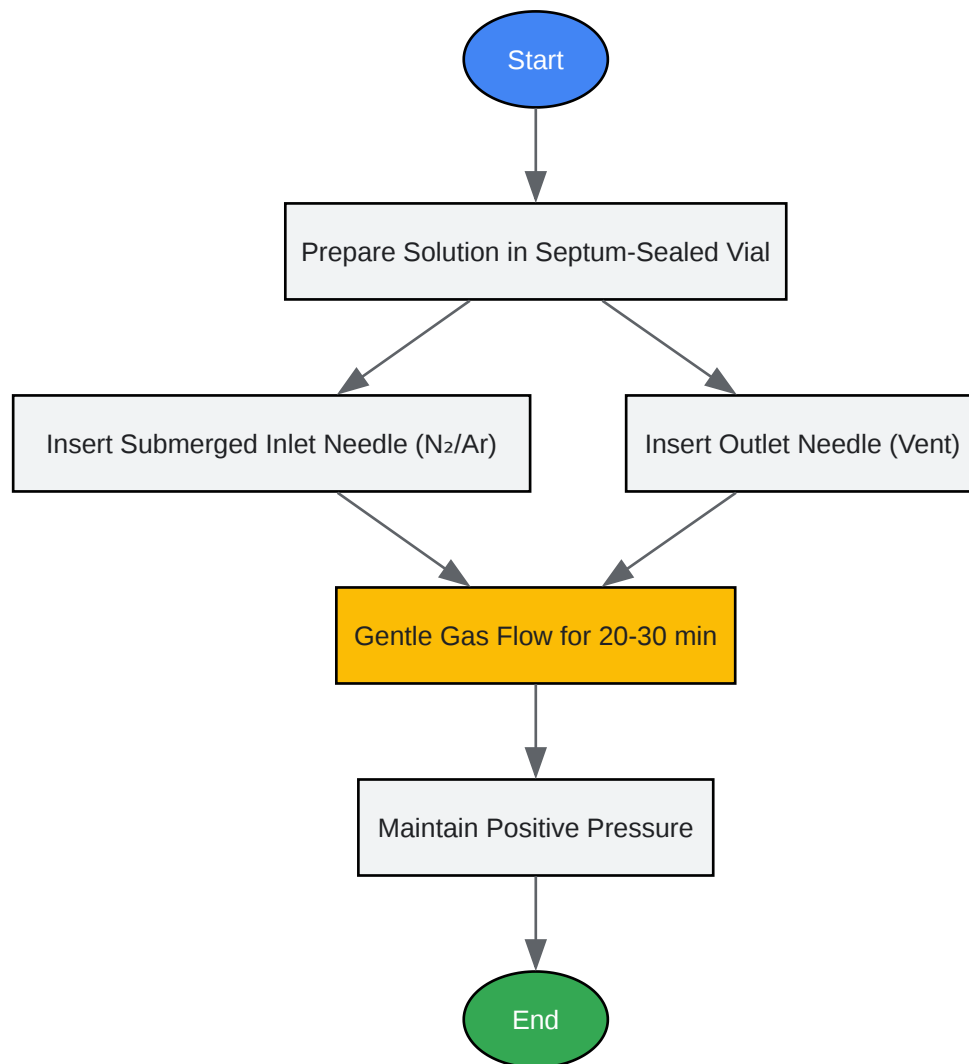 Start
Prepare Solution in Septum-Sealed Vial
Insert Submerged Inlet Needle (N₂/Ar)
Insert Outlet Needle (Vent)
Gentle Gas Flow for 20-30 min
Maintain Positive Pressure
End